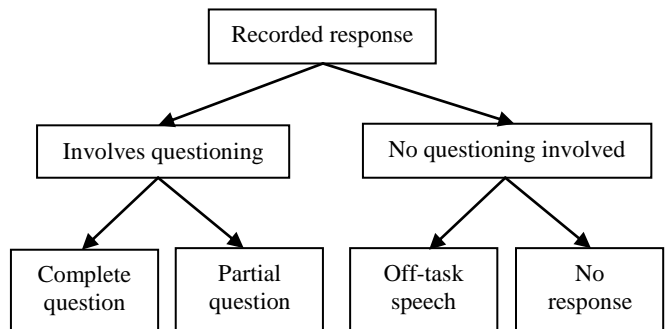 Recorded response
Involves questioning
No questioning involved
Complete
question
Partial
question
Off-task
speech
No
response